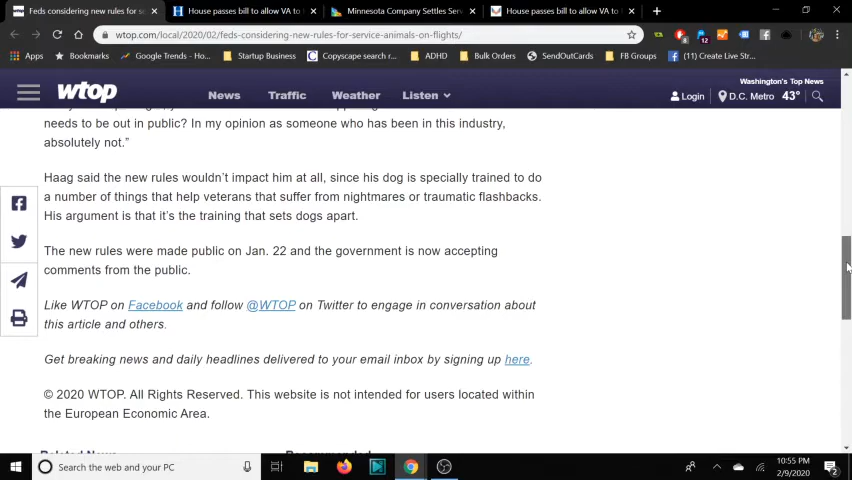 Feds considering new rules for s
House passes bill to allow VA to
Minnesota Company Settles Ser
House passes bill to allow VA to
wtop.com/local/2020/02/feds-considering-new-rules-for-service-animals-on-flights/
Apps
Bookmarks
Google Trends - Ho...
Startup Business
Copyscape search r...
ADHD
Bulk Orders
SendOutCards
FB Groups
(11) Create Live Str...
Washington's Top News
wtop
News
Traffic
Weather
Listen
Login
D.C. Metro
43°
needs to be out in public? In my opinion as someone who has been in this industry,
absolutely not.”
Haag said the new rules wouldn’t impact him at all, since his dog is specially trained to do
a number of things that help veterans that suffer from nightmares or traumatic flashbacks.
His argument is that it’s the training that sets dogs apart.
The new rules were made public on Jan. 22 and the government is now accepting
comments from the public.
Like WTOP on Facebook and follow @WTOP on Twitter to engage in conversation about
this article and others.
Get breaking news and daily headlines delivered to your email inbox by signing up here.
© 2020 WTOP. All Rights Reserved. This website is not intended for users located within
the European Economic Area.
Related News
Recommended
Search the web and your PC
10:55 PM
2/9/2020